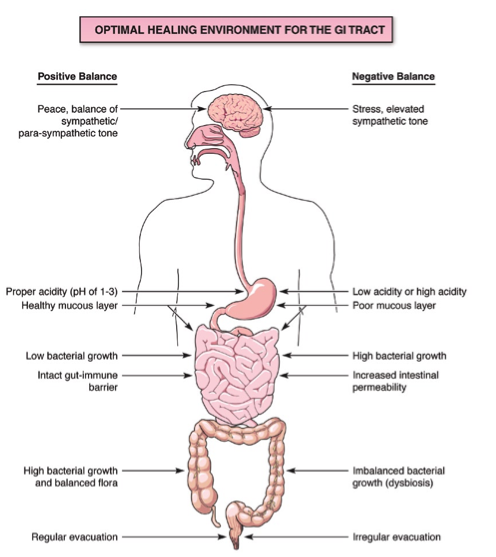 OPTIMAL HEALING ENVIRONMENT FOR THE GI TRACT
Positive Balance
Negative Balance
Peace, balance of
sympathetic/
para-sympathetic tone
Stress, elevated
sympathetic tone
Proper acidity (pH of 1-3)
Healthy mucous layer
Low acidity or high acidity
Poor mucous layer
Low bacterial growth
Intact gut-immune
barrier
High bacterial growth
Increased intestinal
permeability
High bacterial growth
and balanced flora
Imbalanced bacterial
growth (dysbiosis)
Regular evacuation
Irregular evacuation